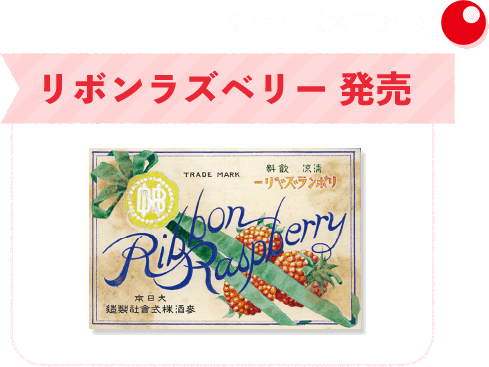 リボンラズベリー 発売
TRADE MARK
清涼飲料
リボンラズベリー
Ribbon
Raspberry
大日本
麥酒株式會社製造